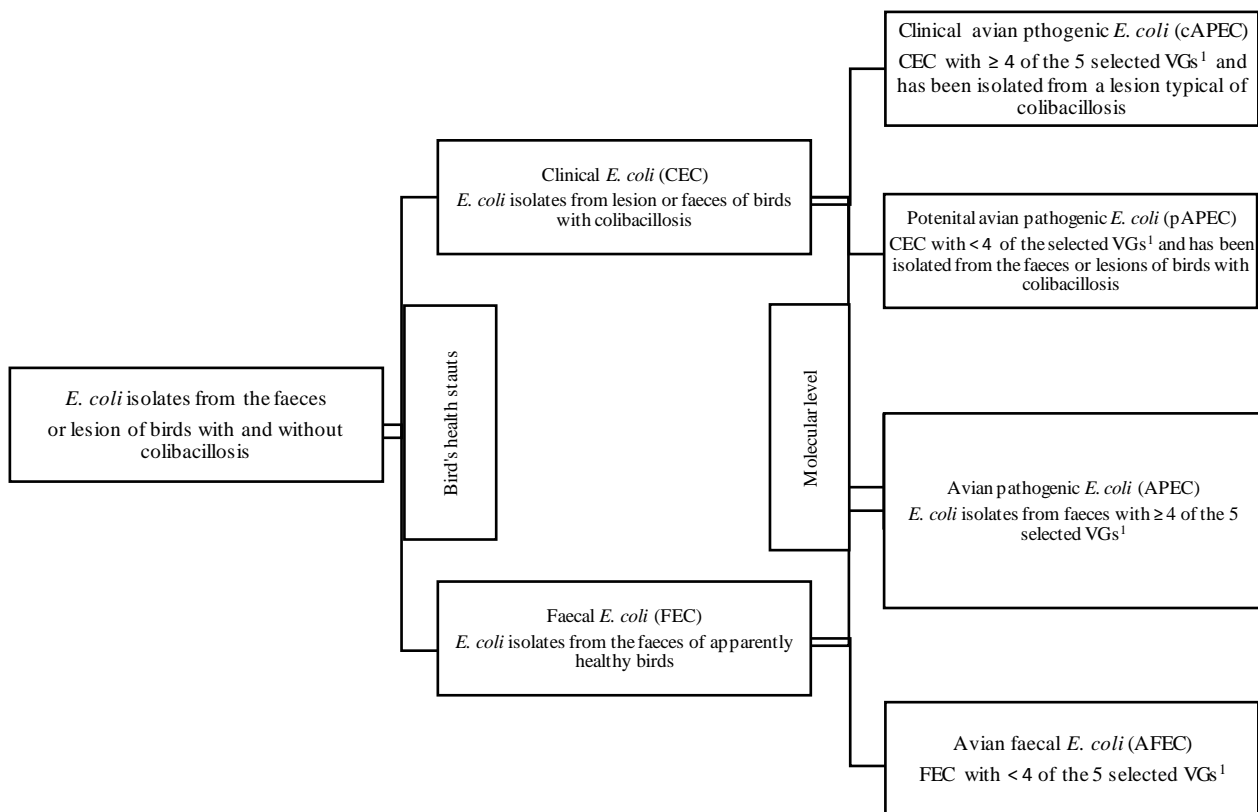 E. coli isolates from the faeces
or lesion of birds with and without
colibacillosis
Bird's health stauts
Clinical E. coli (CEC)
E. coli isolates from lesion or faeces of birds
with colibacillosis
Faecal E. coli (FEC)
E. coli isolates from the faeces of apparently
healthy birds
Molecular level
Clinical avian pthogenic E. coli (cAPEC)
CEC with ≥ 4 of the 5 selected VGs¹ and
has been isolated from a lesion typical of
colibacillosis
Potenital avian pathogenic E. coli (pAPEC)
CEC with < 4 of the selected VGs¹ and has been
isolated from the faeces or lesions of birds with
colibacillosis
Avian pathogenic E. coli (APEC)
E. coli isolates from faeces with ≥ 4 of the 5
selected VGs¹
Avian faecal E. coli (AFEC)
FEC with < 4 of the 5 selected VGs¹